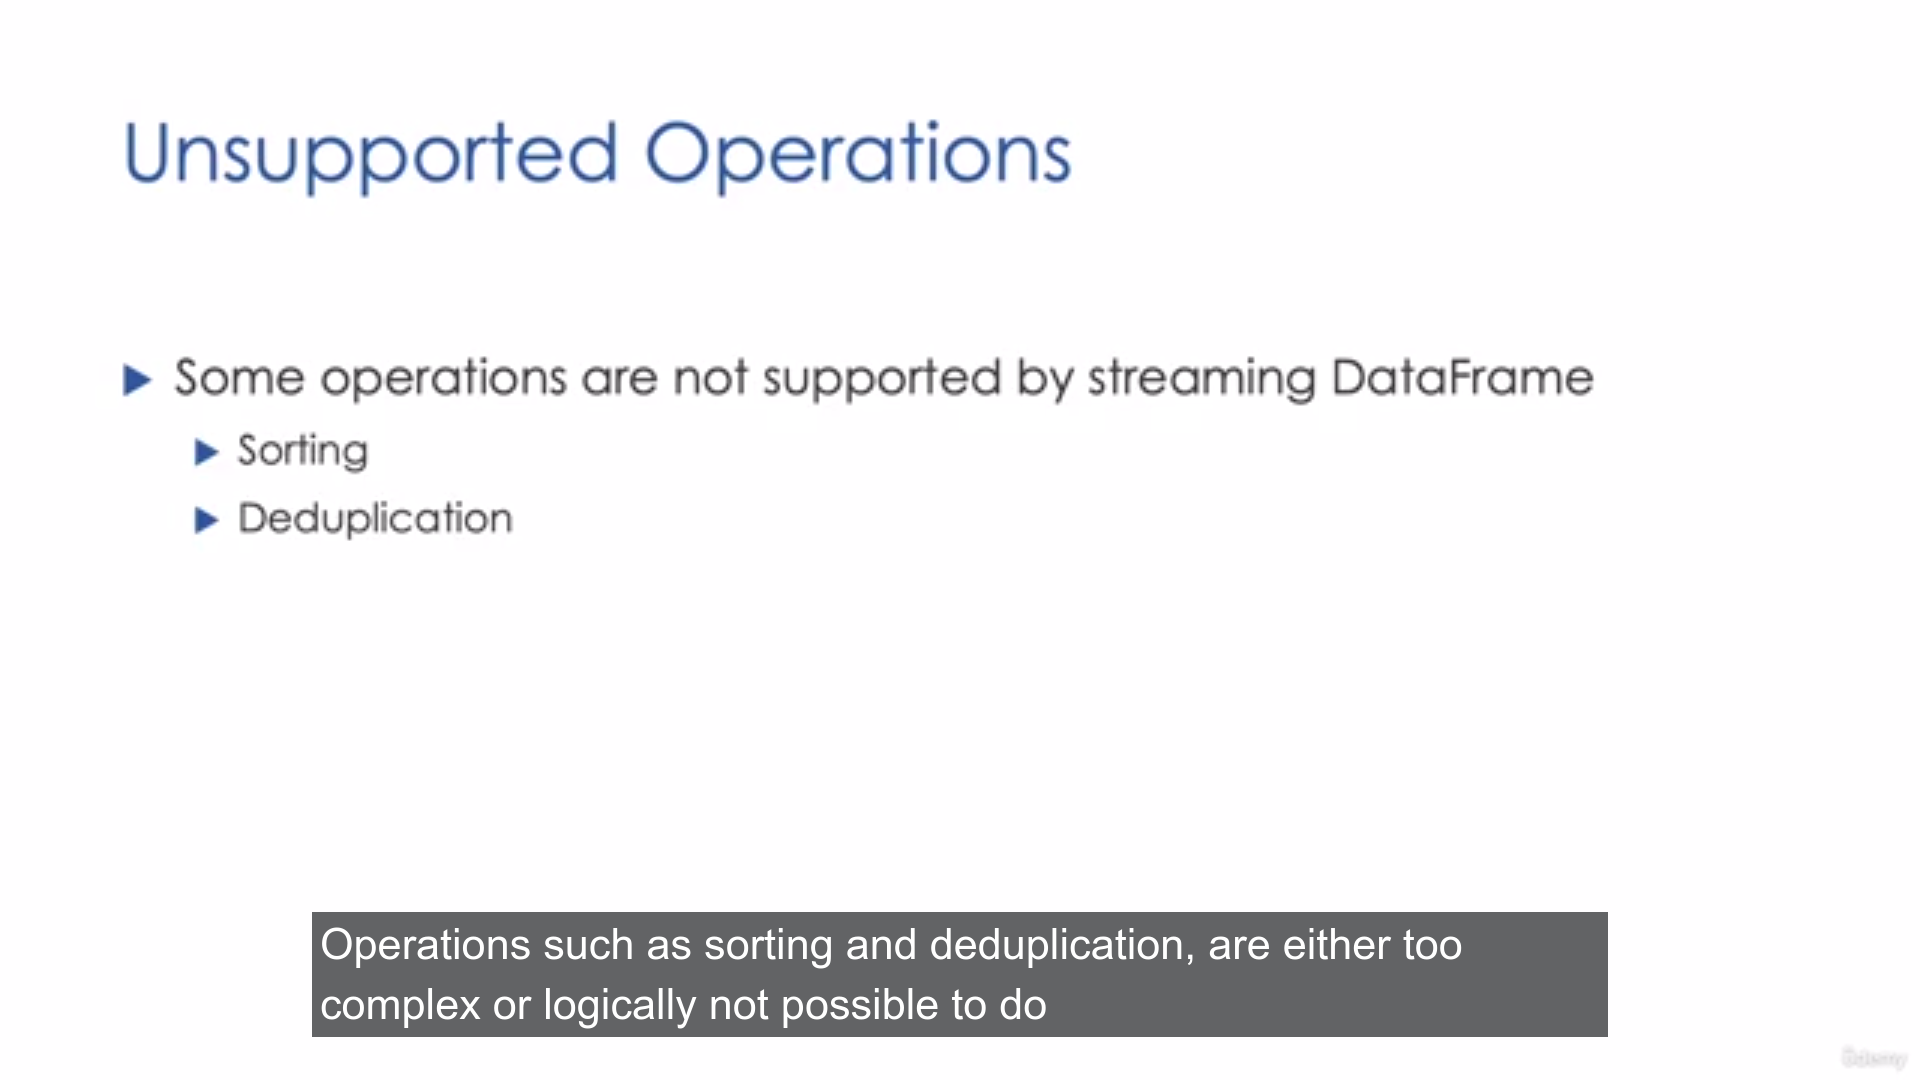 Unsupported Operations
Some operations are not supported by streaming DataFrame
Sorting
Deduplication
Operations such as sorting and deduplication, are either too
complex or logically not possible to do
Udemy